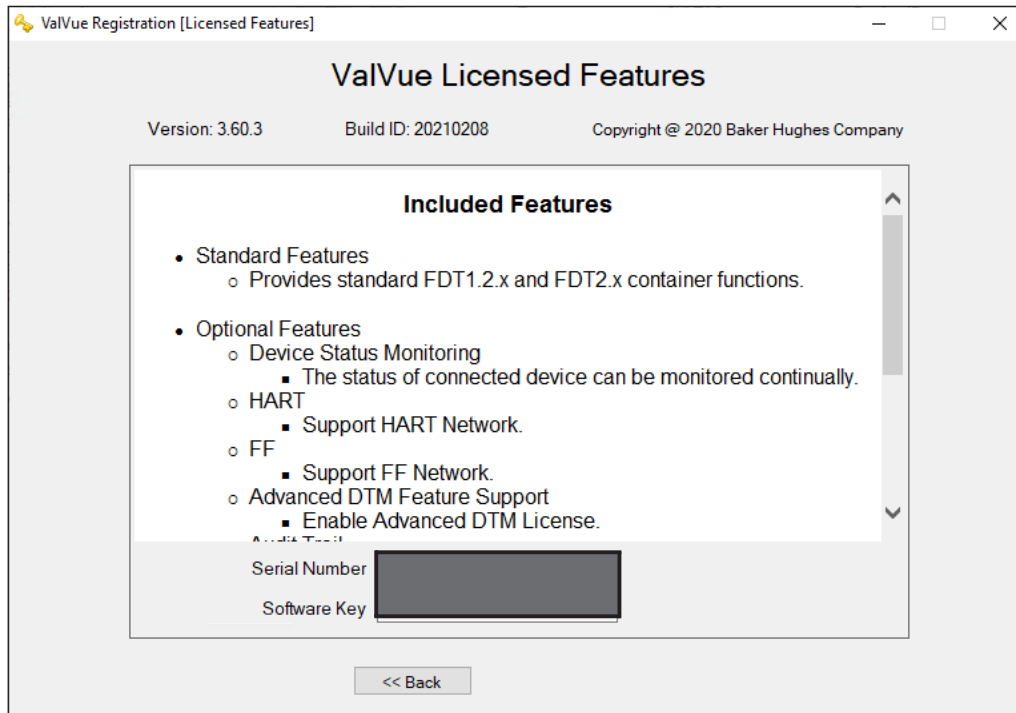 ValVue Registration [Licensed Features]
ValVue Licensed Features
Version: 3.60.3 Build ID: 20210208 Copyright @ 2020 Baker Hughes Company
Included Features
• Standard Features
o Provides standard FDT1.2.x and FDT2.x container functions.
• Optional Features
o Device Status Monitoring
▪ The status of connected device can be monitored continually.
o HART
▪ Support HART Network.
o FF
▪ Support FF Network.
o Advanced DTM Feature Support
▪ Enable Advanced DTM License.
Audit Trail
Serial Number
Software Key
<< Back